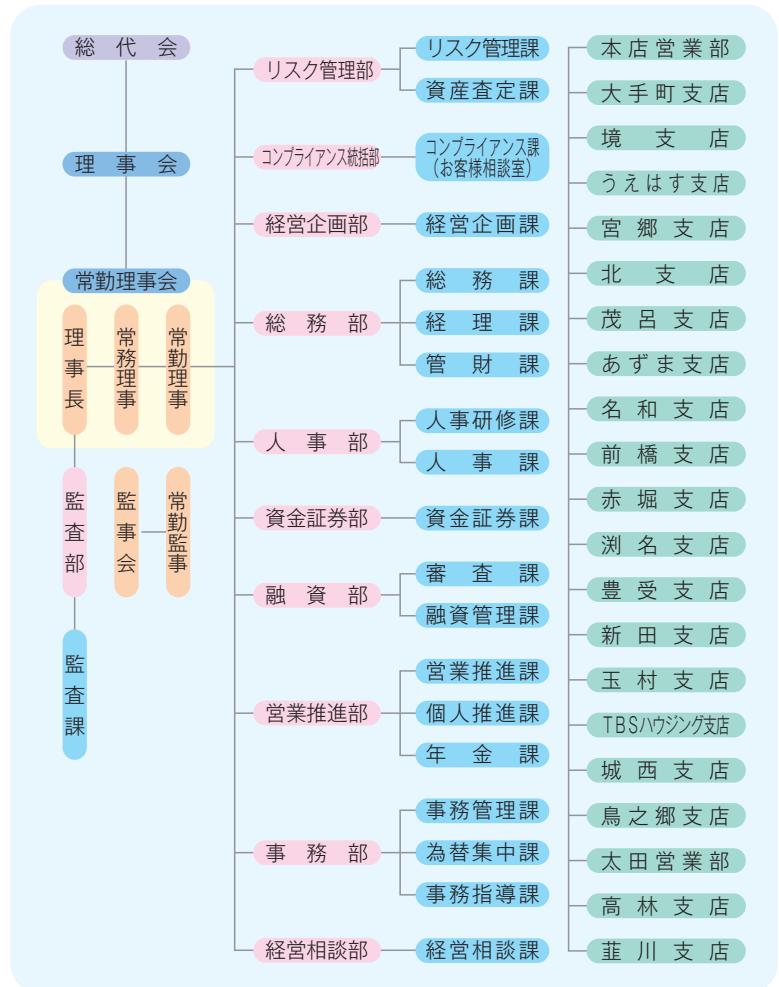 総代会
理事会
常勤理事会
理事長
常務理事
常勤理事
監査部
監事会
常勤監事
監査課
リスク管理部
リスク管理課
資産査定課
コンプライアンス統括部
コンプライアンス課
(お客様相談室)
経営企画部
経営企画課
総務部
総務課
経理課
管財課
人事部
人事研修課
人事課
資金証券部
資金証券課
融資部
審査課
融資管理課
営業推進部
営業推進課
個人推進課
年金課
事務部
事務管理課
為替集中課
事務指導課
経営相談部
経営相談課
本店営業部
大手町支店
境支店
うえはす支店
宮郷支店
北支店
茂呂支店
あずま支店
名和支店
前橋支店
赤堀支店
渕名支店
豊受支店
新田支店
玉村支店
TBSハウジング支店
城西支店
鳥之郷支店
太田営業部
高林支店
韮川支店